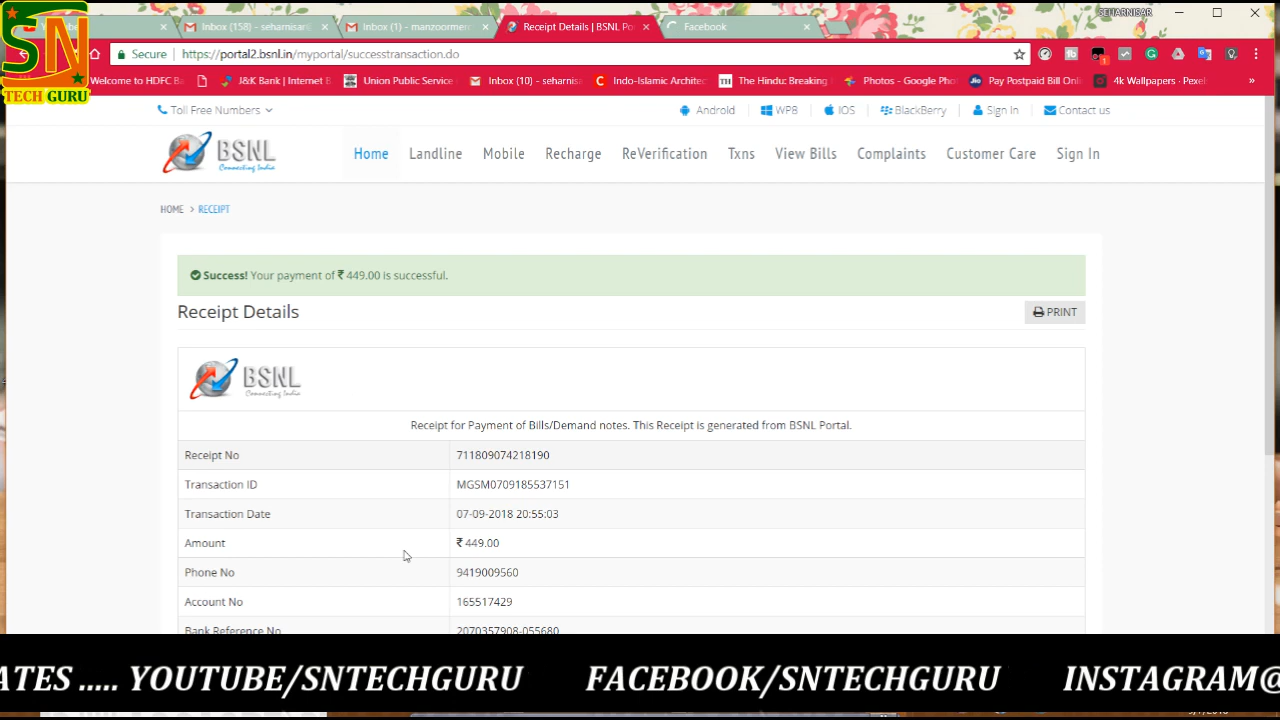 SEHARNISAR
Inbox (158) - seharnisar
Inbox (1) - manzoormem
Receipt Details | BSNL Po
Facebook
Secure
https://portal2.bsnl.in/myportal/successtransaction.do
SN
TECH GURU
Welcome to HDFC Ba
J&K Bank | Internet B
Union Public Service
Inbox (10) - seharnisa
Indo-Islamic Architec
The Hindu: Breaking
Photos - Google Pho
Pay Postpaid Bill Onl
4k Wallpapers · Pexel
Toll Free Numbers
Android
WP8
IOS
BlackBerry
Sign In
Contact us
BSNL
Connecting India
Home
Landline
Mobile
Recharge
ReVerification
Txns
View Bills
Complaints
Customer Care
Sign In
HOME > RECEIPT
Success! Your payment of ₹ 449.00 is successful.
Receipt Details
PRINT
BSNL
Connecting India
Receipt for Payment of Bills/Demand notes. This Receipt is generated from BSNL Portal.
Receipt No 711809074218190
Transaction ID MGSM0709185537151
Transaction Date 07-09-2018 20:55:03
Amount ₹ 449.00
Phone No 9419009560
Account No 165517429
Bank Reference No 2070357908-055680
ATES ..... YOUTUBE/SNTECHGURU FACEBOOK/SNTECHGURU INSTAGRAM@